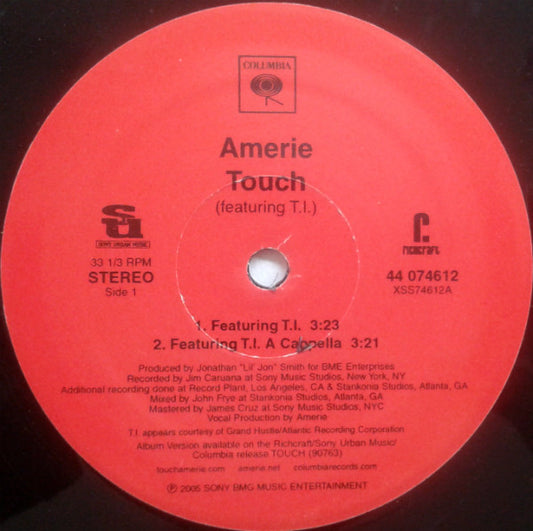 COLUMBIA
Amerie
Touch
(featuring T.I.)
su
SONY URBAN MUSIC
r.
RICHCRAFT
33 1/3 RPM
STEREO
Side 1
44 074612
XSS74612A
1. Featuring T.I. 3:23
2. Featuring T.I. A Cappella 3:21
Produced by Jonathan "Lil' Jon" Smith for BME Enterprises
Recorded by Jim Caruana at Sony Music Studios, New York, NY
Additional recording done at Record Plant, Los Angeles, CA & Stankonia Studios, Atlanta, GA
Mixed by John Frye at Stankonia Studios, Atlanta, GA
Mastered by James Cruz at Sony Music Studios, NYC
Vocal Production by Amerie
T.I. appears courtesy of Grand Hustle/Atlantic Recording Corporation
Album Version available on the Richcraft/Sony Urban Music/
Columbia release TOUCH (90763)
touchamerie.com amerie.net columbiarecords.com
℗ 2005 SONY BMG MUSIC ENTERTAINMENT